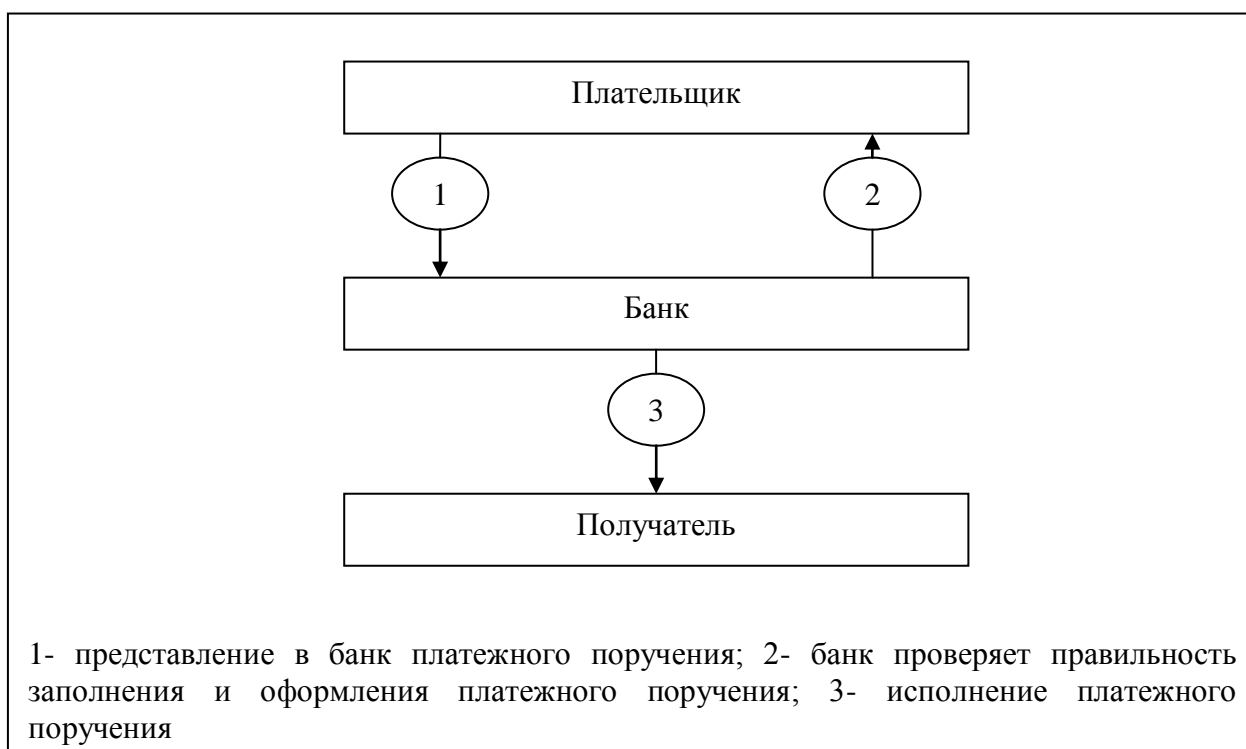 Плательщик
1
2
Банк
3
Получатель
1- представление в банк платежного поручения; 2- банк проверяет правильность
заполнения и оформления платежного поручения; 3- исполнение платежного
поручения